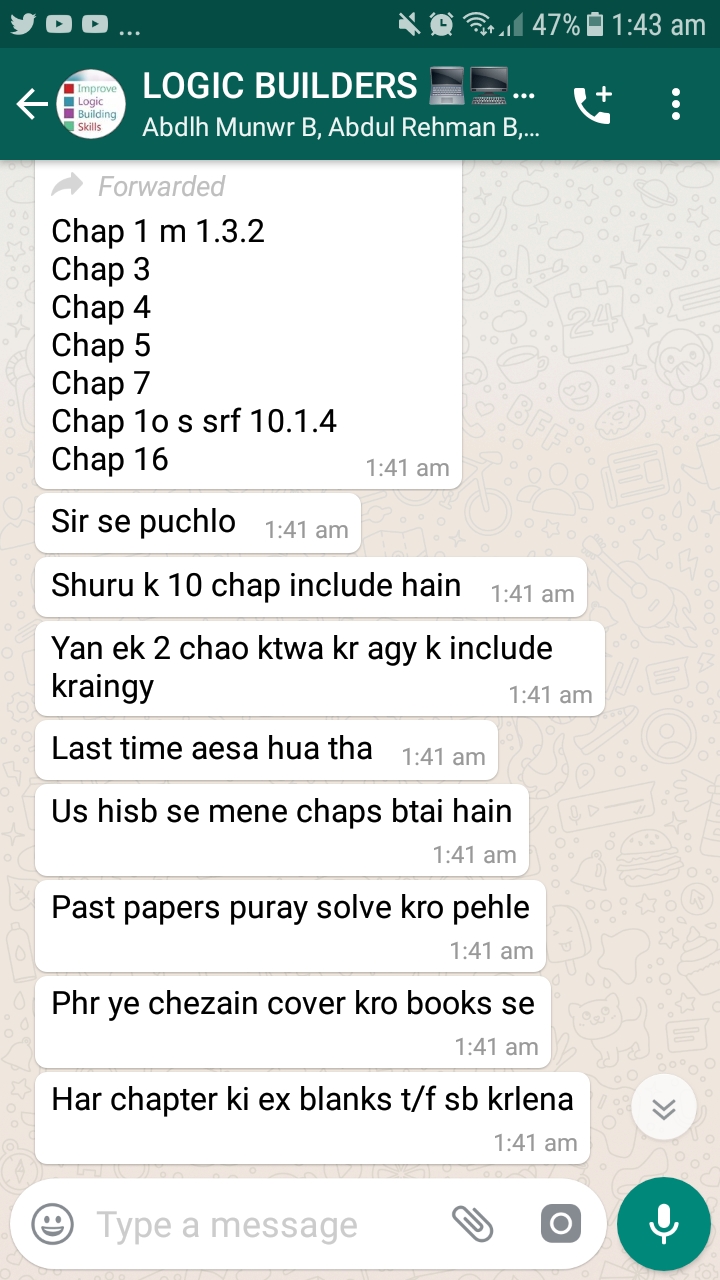 ... 47% 1:43 am
Improve
Logic
Building
Skills
LOGIC BUILDERS 💻🖥...
Abdlh Munwr B, Abdul Rehman B,...
Forwarded
Chap 1 m 1.3.2
Chap 3
Chap 4
Chap 5
Chap 7
Chap 1o s srf 10.1.4
Chap 16
1:41 am
Sir se puchlo 1:41 am
Shuru k 10 chap include hain 1:41 am
Yan ek 2 chao ktwa kr agy k include
kraingy 1:41 am
Last time aesa hua tha 1:41 am
Us hisb se mene chaps btai hain
1:41 am
Past papers puray solve kro pehle
1:41 am
Phr ye chezain cover kro books se
1:41 am
Har chapter ki ex blanks t/f sb krlena
1:41 am
Type a message